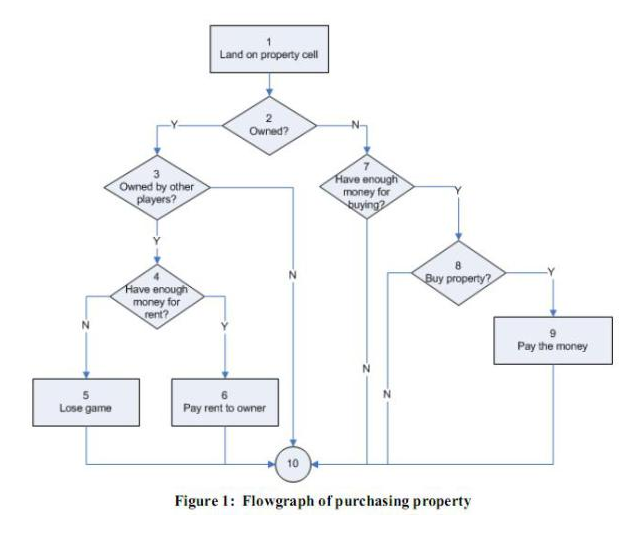 1
Land on property cell
2
Owned?
Y
N
3
Owned by other
players?
7
Have enough
money for
buying?
Y
Y
4
Have enough
money for
rent?
8
Buy property?
Y
N
N
Y
9
Pay the money
N
N
5
Lose game
6
Pay rent to owner
10
Figure 1: Flowgraph of purchasing property